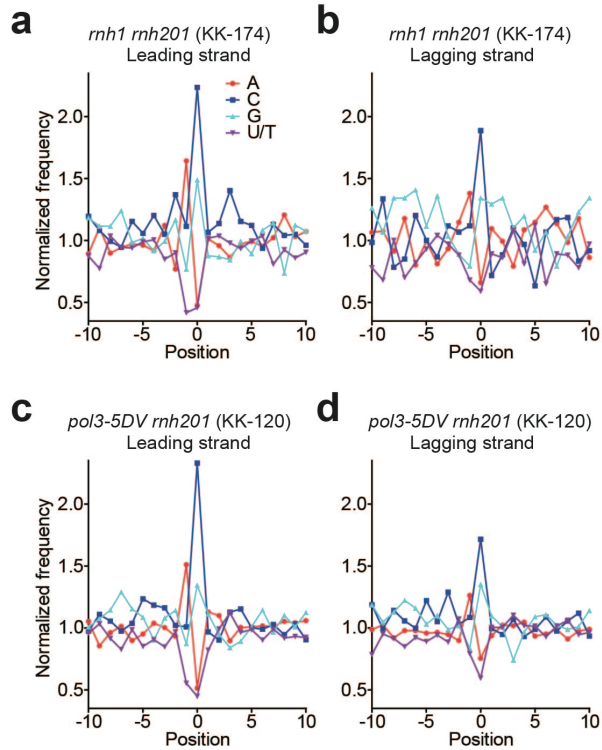 a
rnh1 rnh201 (KK-174)
Leading strand
Normalized frequency
2.0
1.5
1.0
0.5
A
C
G
U/T
-10
-5
0
5
10
Position
b
rnh1 rnh201 (KK-174)
Lagging strand
2.0
1.5
1.0
0.5
-10
-5
0
5
10
Position
c
pol3-5DV rnh201 (KK-120)
Leading strand
Normalized frequency
2.0
1.5
1.0
0.5
-10
-5
0
5
10
Position
d
pol3-5DV rnh201 (KK-120)
Lagging strand
2.0
1.5
1.0
0.5
-10
-5
0
5
10
Position